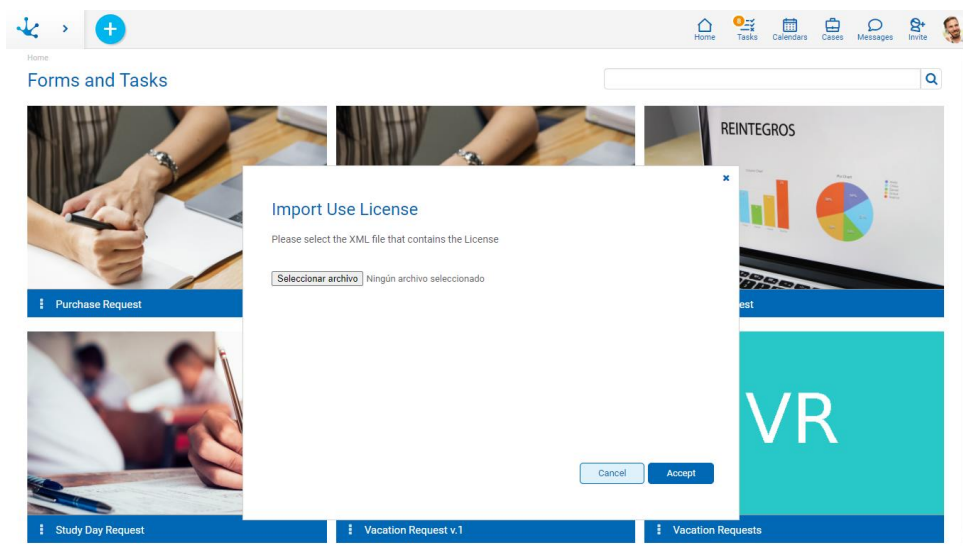 8
Home
Tasks
Calendars
Cases
Messages
Invite
Home
Forms and Tasks
REINTEGROS
Import Use License
Please select the XML file that contains the License
Seleccionar archivo Ningún archivo seleccionado
Purchase Request
est
VR
Cancel
Accept
Study Day Request
Vacation Request v.1
Vacation Requests